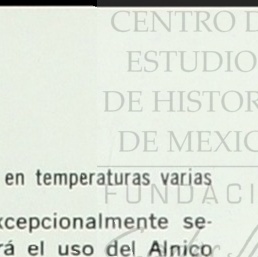 CENTRO D
ESTUDIO
DE HISTOR
DE MEXIC
en temperaturas varias
FUNDACI
xcepcionalmente se-
rá el uso del Alnico